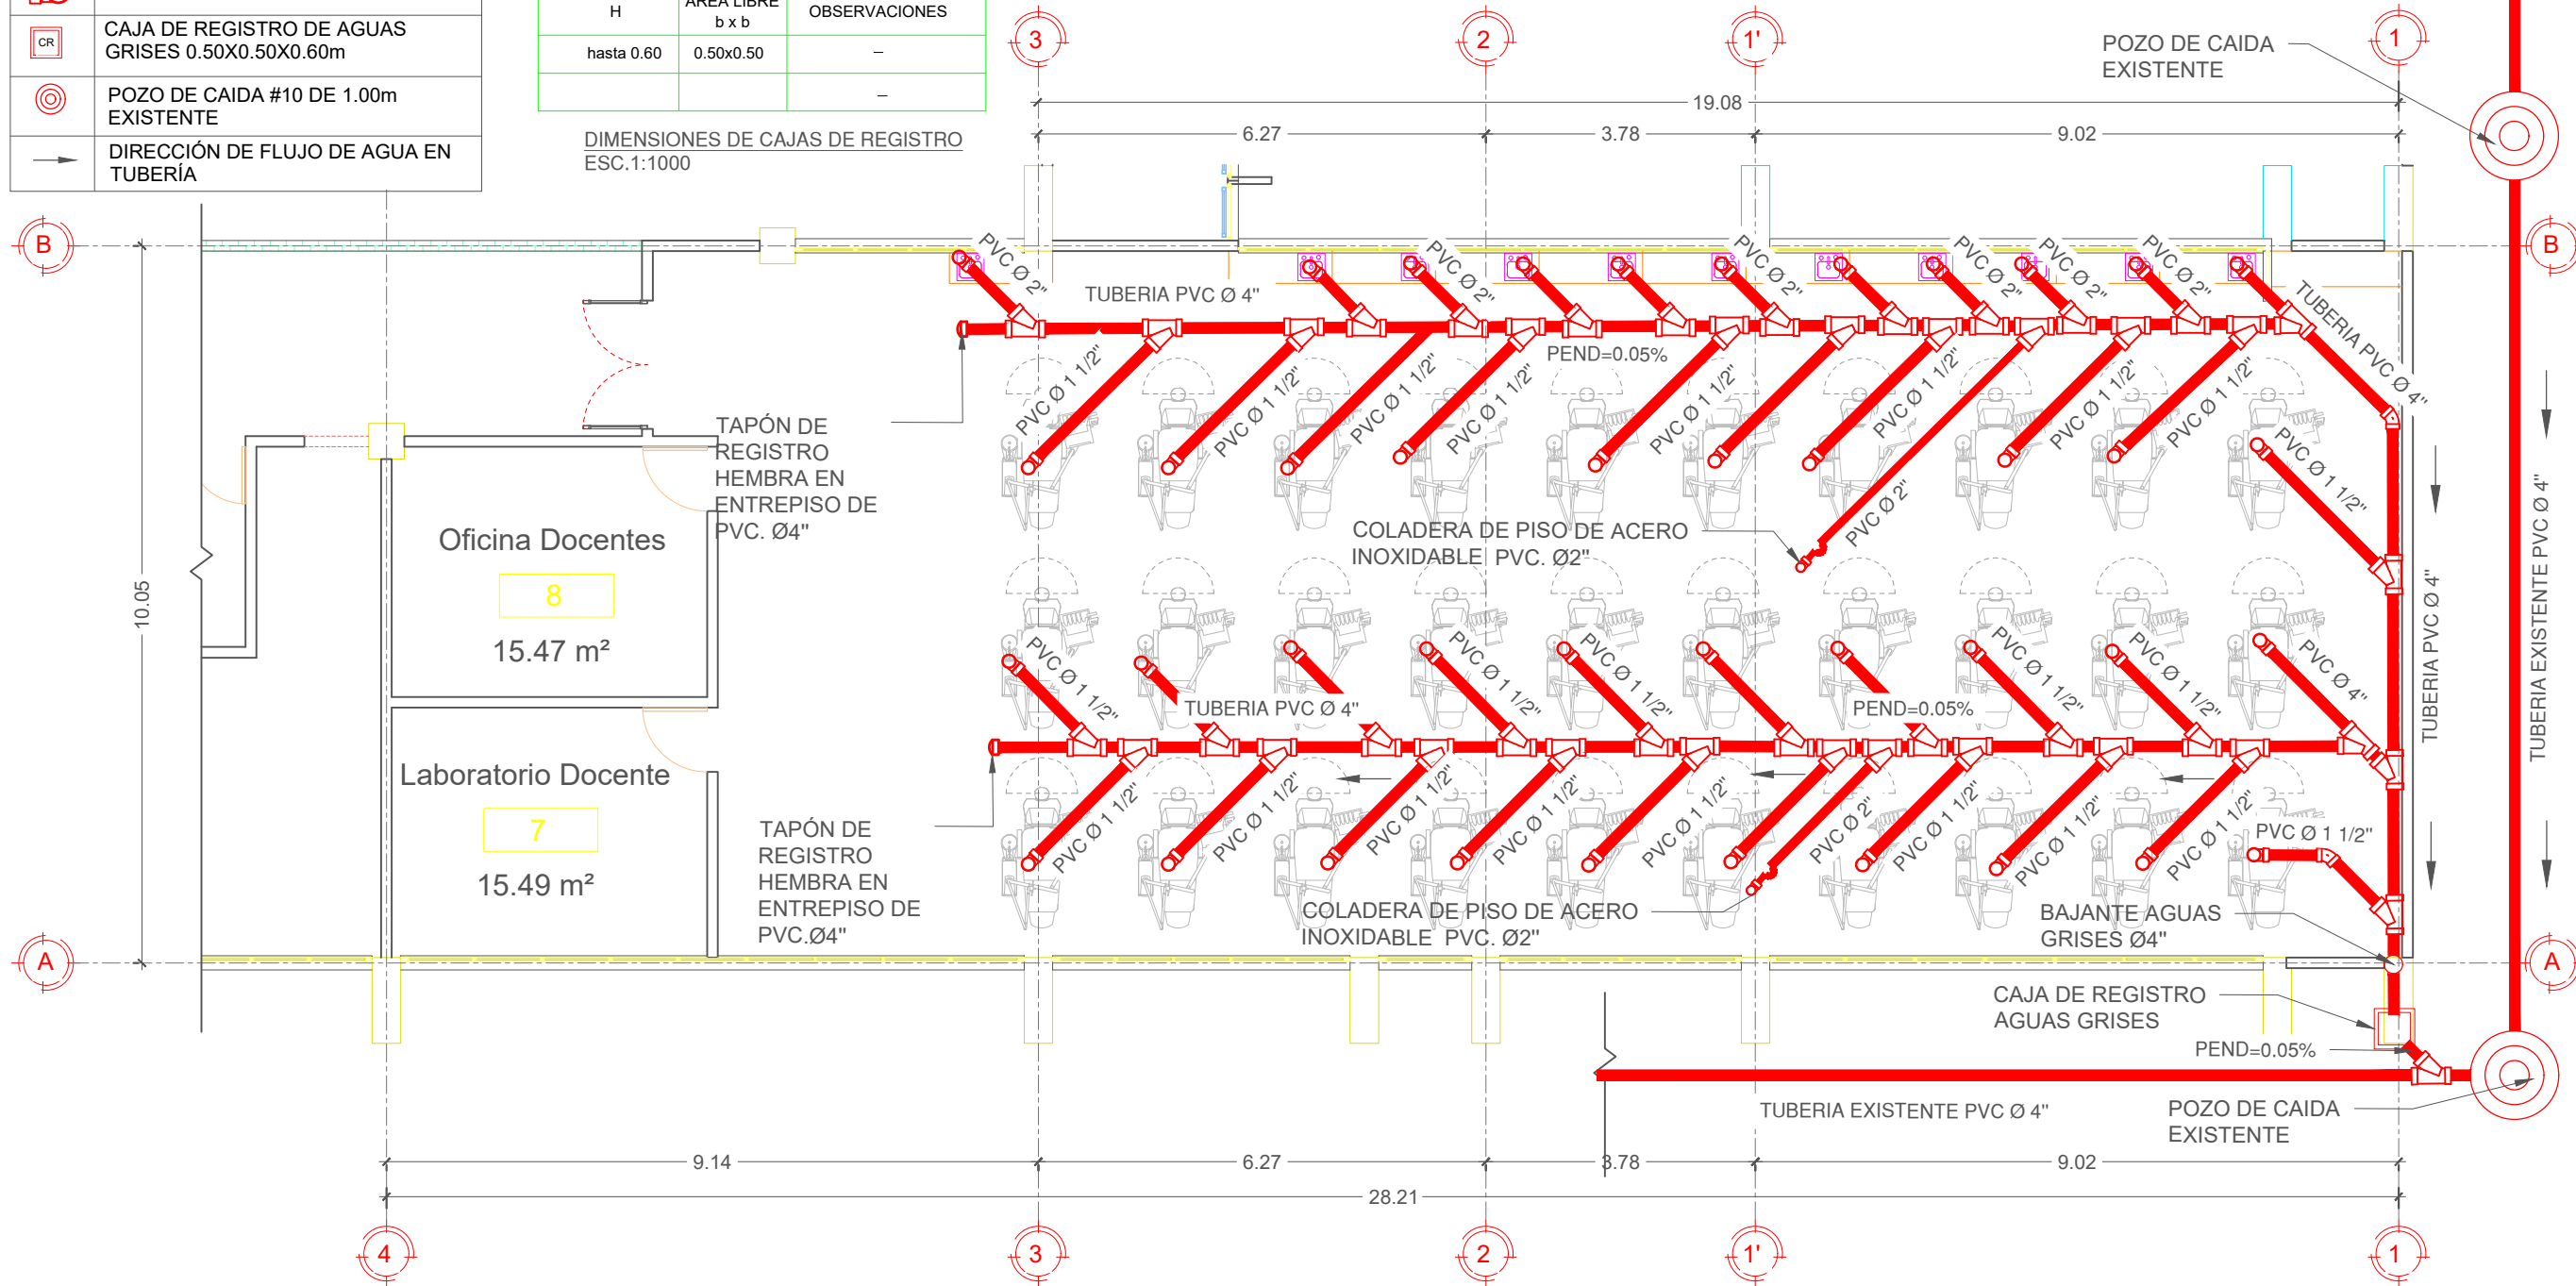 CR
CAJA DE REGISTRO DE AGUAS
GRISES 0.50X0.50X0.60m
POZO DE CAIDA #10 DE 1.00m
EXISTENTE
DIRECCIÓN DE FLUJO DE AGUA EN
TUBERÍA
H
AREA LIBRE
b x b
OBSERVACIONES
hasta 0.60
0.50x0.50
–
–
DIMENSIONES DE CAJAS DE REGISTRO
ESC.1:1000
3
2
1'
1
POZO DE CAIDA
EXISTENTE
19.08
6.27
3.78
9.02
B
B
PVC Ø 2"
TUBERIA PVC Ø 4"
PVC Ø 2"
PVC Ø 2"
PVC Ø 2"
PVC Ø 2"
PVC Ø 2"
TUBERIA PVC Ø 4"
PEND=0.05%
PVC Ø 1 1/2"
PVC Ø 1 1/2"
PVC Ø 1 1/2"
PVC Ø 1 1/2"
PVC Ø 1 1/2"
PVC Ø 1 1/2"
PVC Ø 1 1/2"
PVC Ø 1 1/2"
PVC Ø 1 1/2"
PVC Ø 2"
TAPÓN DE
REGISTRO
HEMBRA EN
ENTREPISO DE
PVC. Ø4"
COLADERA DE PISO DE ACERO
INOXIDABLE PVC. Ø2"
Oficina Docentes
8
15.47 m²
10.05
TUBERIA PVC Ø 4"
TUBERIA EXISTENTE PVC Ø 4"
PVC Ø 1 1/2"
PVC Ø 1 1/2"
PVC Ø 1 1/2"
PVC Ø 1 1/2"
PVC Ø 1 1/2"
PVC Ø 4"
TUBERIA PVC Ø 4"
PEND=0.05%
Laboratorio Docente
7
15.49 m²
PVC Ø 1 1/2"
PVC Ø 1 1/2"
PVC Ø 1 1/2"
PVC Ø 1 1/2"
PVC Ø 1 1/2"
PVC Ø 2"
PVC Ø 1 1/2"
PVC Ø 1 1/2"
PVC Ø 1 1/2"
PVC Ø 1 1/2"
TAPÓN DE
REGISTRO
HEMBRA EN
ENTREPISO DE
PVC.Ø4"
COLADERA DE PISO DE ACERO
INOXIDABLE PVC. Ø2"
BAJANTE AGUAS
GRISES Ø4"
A
A
CAJA DE REGISTRO
AGUAS GRISES
PEND=0.05%
TUBERIA EXISTENTE PVC Ø 4"
POZO DE CAIDA
EXISTENTE
9.14
6.27
3.78
9.02
28.21
4
3
2
1'
1